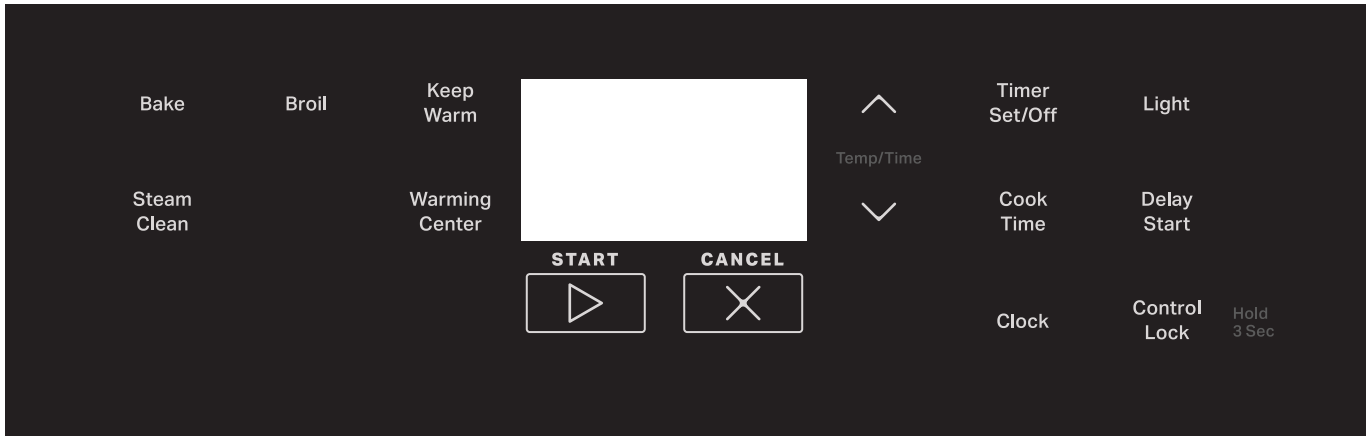 Bake
Broil
Keep
Warm
Timer
Set/Off
Light
Temp/Time
Steam
Clean
Warming
Center
Cook
Time
Delay
Start
START
CANCEL
Clock
Control
Lock
Hold
3 Sec